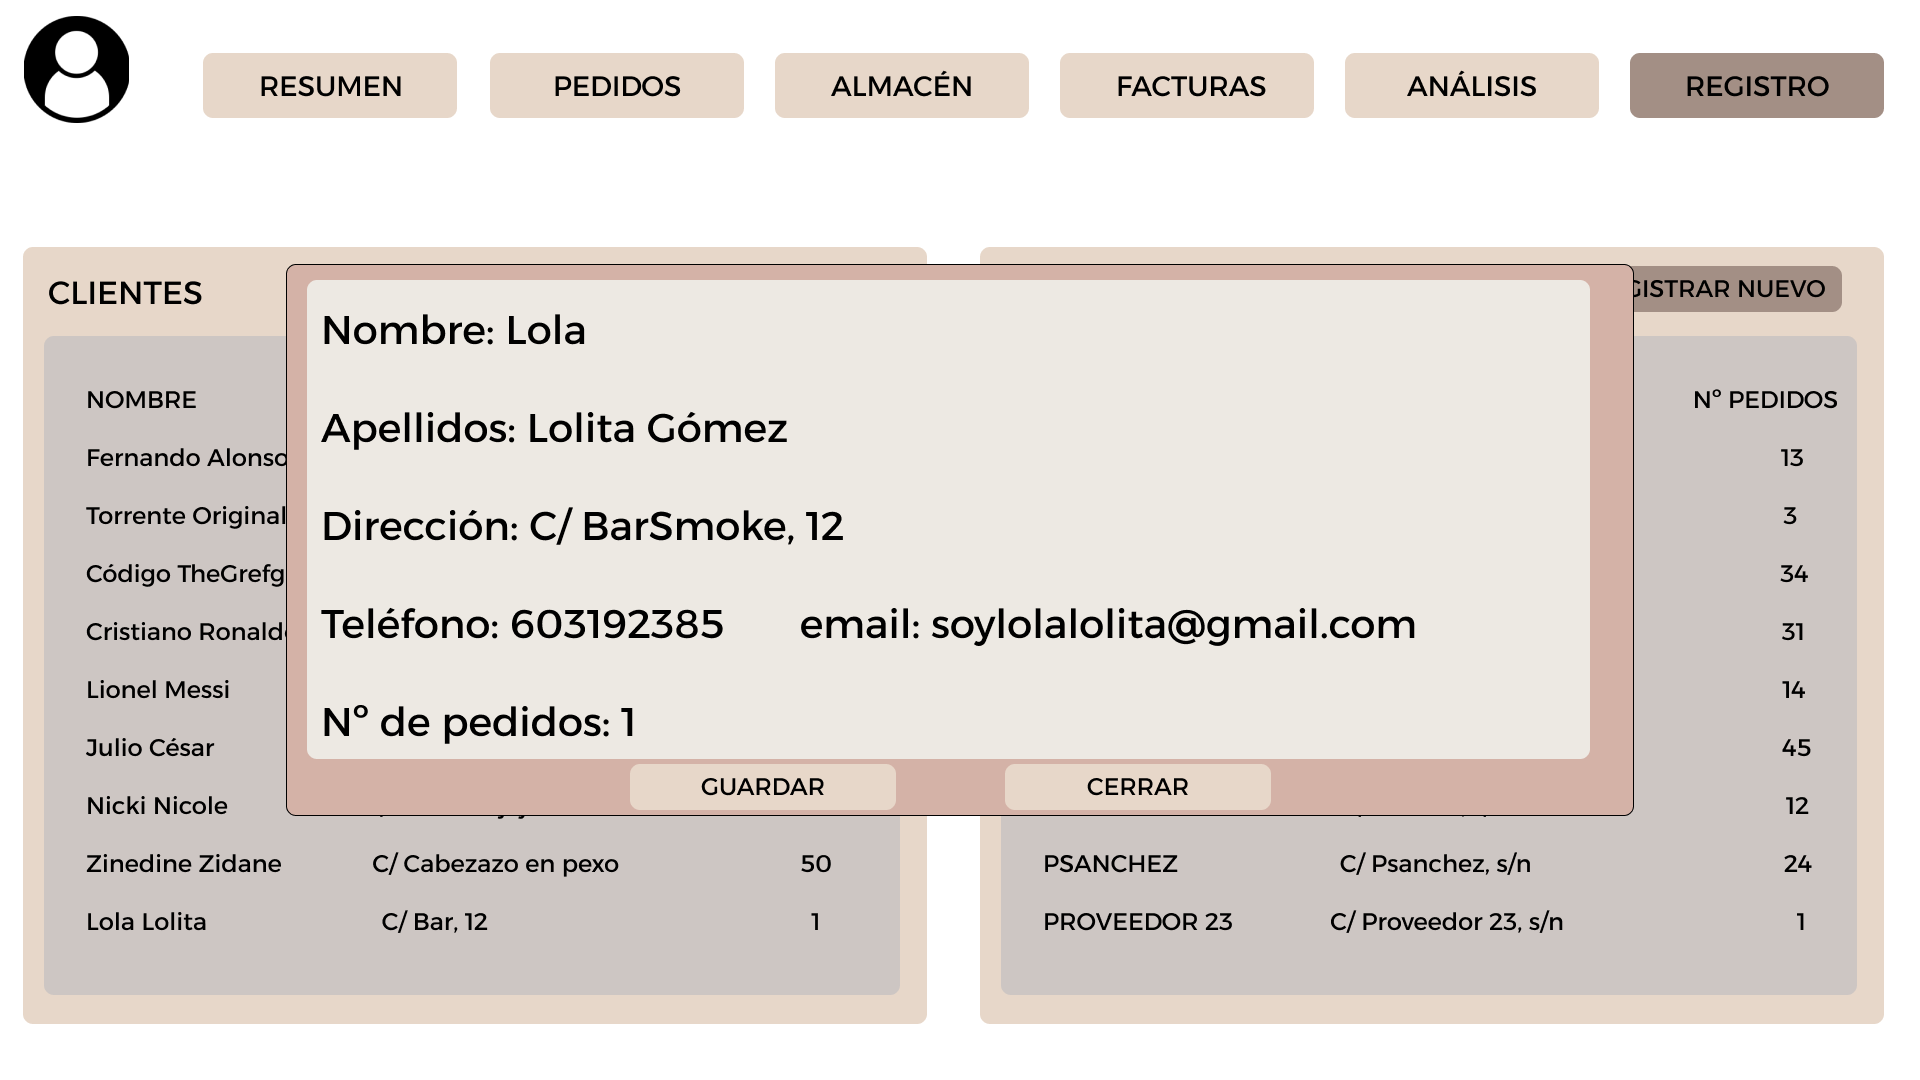 RESUMEN
PEDIDOS
ALMACÉN
FACTURAS
ANÁLISIS
REGISTRO
CLIENTES
GISTRAR NUEVO
Nombre: Lola
Apellidos: Lolita Gómez
Dirección: C/ BarSmoke, 12
Teléfono: 603192385 email: soylolalolita@gmail.com
Nº de pedidos: 1
GUARDAR
CERRAR
NOMBRE
Fernando Alonso
Torrente Original
Código TheGrefg
Cristiano Ronaldo
Lionel Messi
Julio César
Nicki Nicole
Zinedine Zidane C/ Cabezazo en pexo 50
Lola Lolita C/ Bar, 12 1
Nº PEDIDOS
13
3
34
31
14
45
12
PSANCHEZ C/ Psanchez, s/n 24
PROVEEDOR 23 C/ Proveedor 23, s/n 1